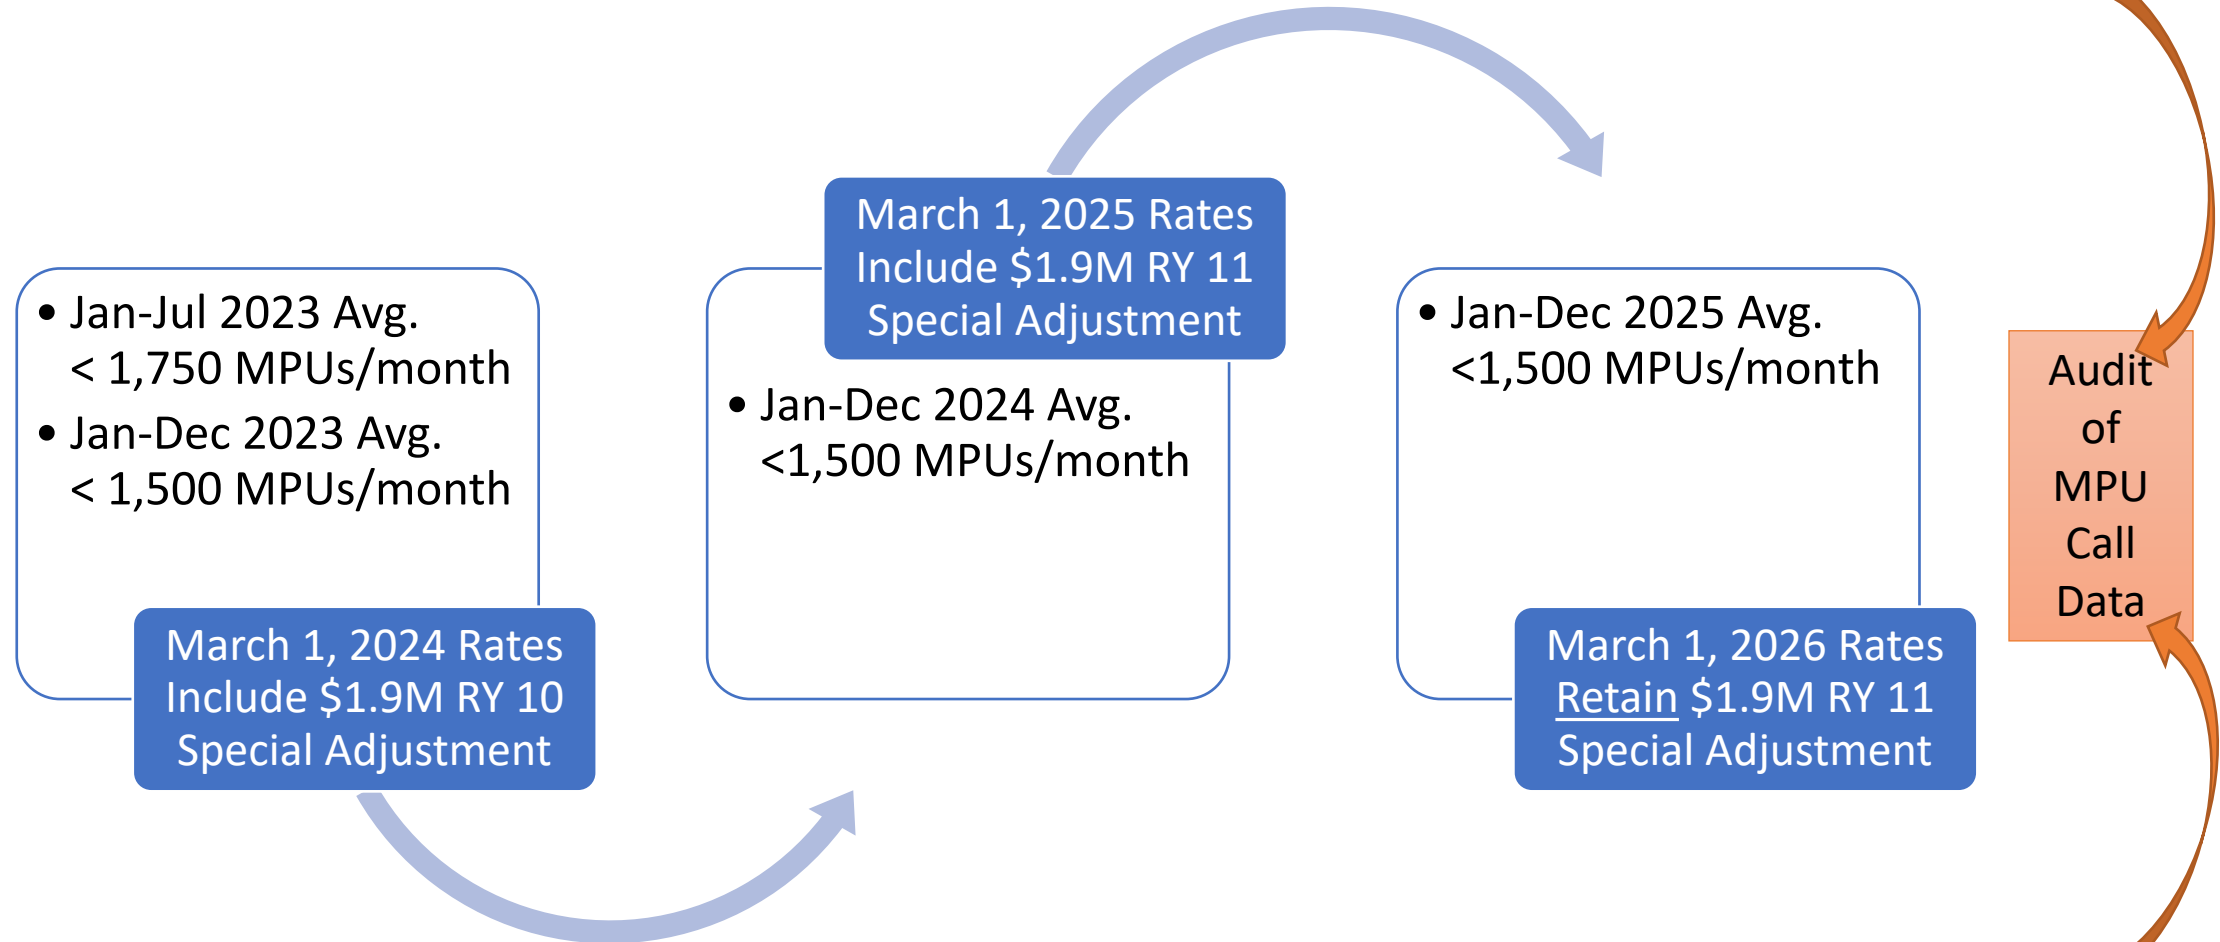 • Jan-Jul 2023 Avg.
< 1,750 MPUs/month
• Jan-Dec 2023 Avg.
< 1,500 MPUs/month
March 1, 2024 Rates
Include $1.9M RY 10
Special Adjustment
March 1, 2025 Rates
Include $1.9M RY 11
Special Adjustment
• Jan-Dec 2024 Avg.
<1,500 MPUs/month
• Jan-Dec 2025 Avg.
<1,500 MPUs/month
March 1, 2026 Rates
Retain $1.9M RY 11
Special Adjustment
Audit
of
MPU
Call
Data